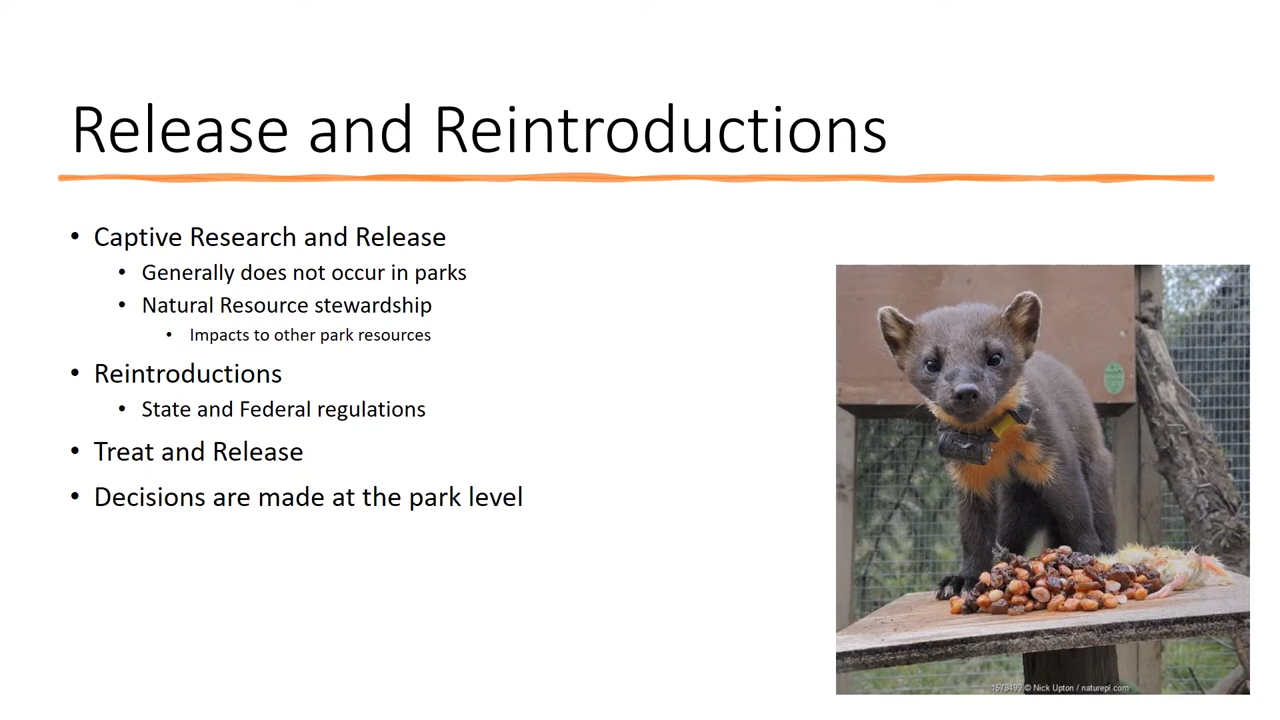 Release and Reintroductions
• Captive Research and Release
• Generally does not occur in parks
• Natural Resource stewardship
• Impacts to other park resources
• Reintroductions
• State and Federal regulations
• Treat and Release
• Decisions are made at the park level
1573499 © Nick Upton / naturepl.com